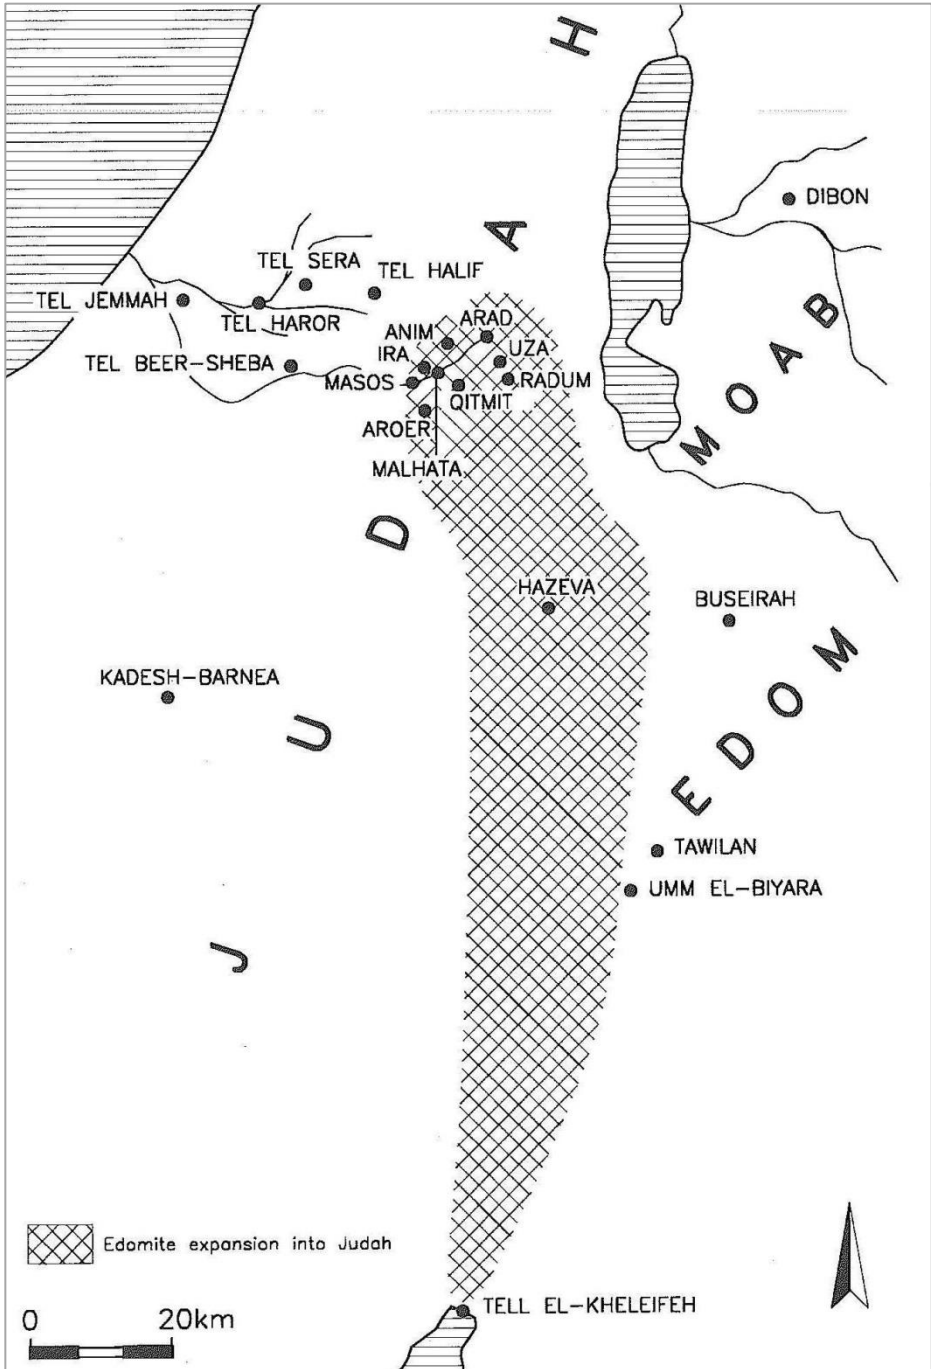 H
DIBON
A
TEL SERA
TEL HALIF
TEL JEMMAH
TEL HAROR
ARAD
ANIM
UZA
IRA
TEL BEER-SHEBA
MASOS
RADUM
QITMIT
AROER
MALHATA
MOAB
D
HAZEVA
BUSEIRAH
KADESH-BARNEA
U
EDOM
TAWILAN
UMM EL-BIYARA
J
Edomite expansion into Judah
TELL EL-KHELEIFEH
0 20km